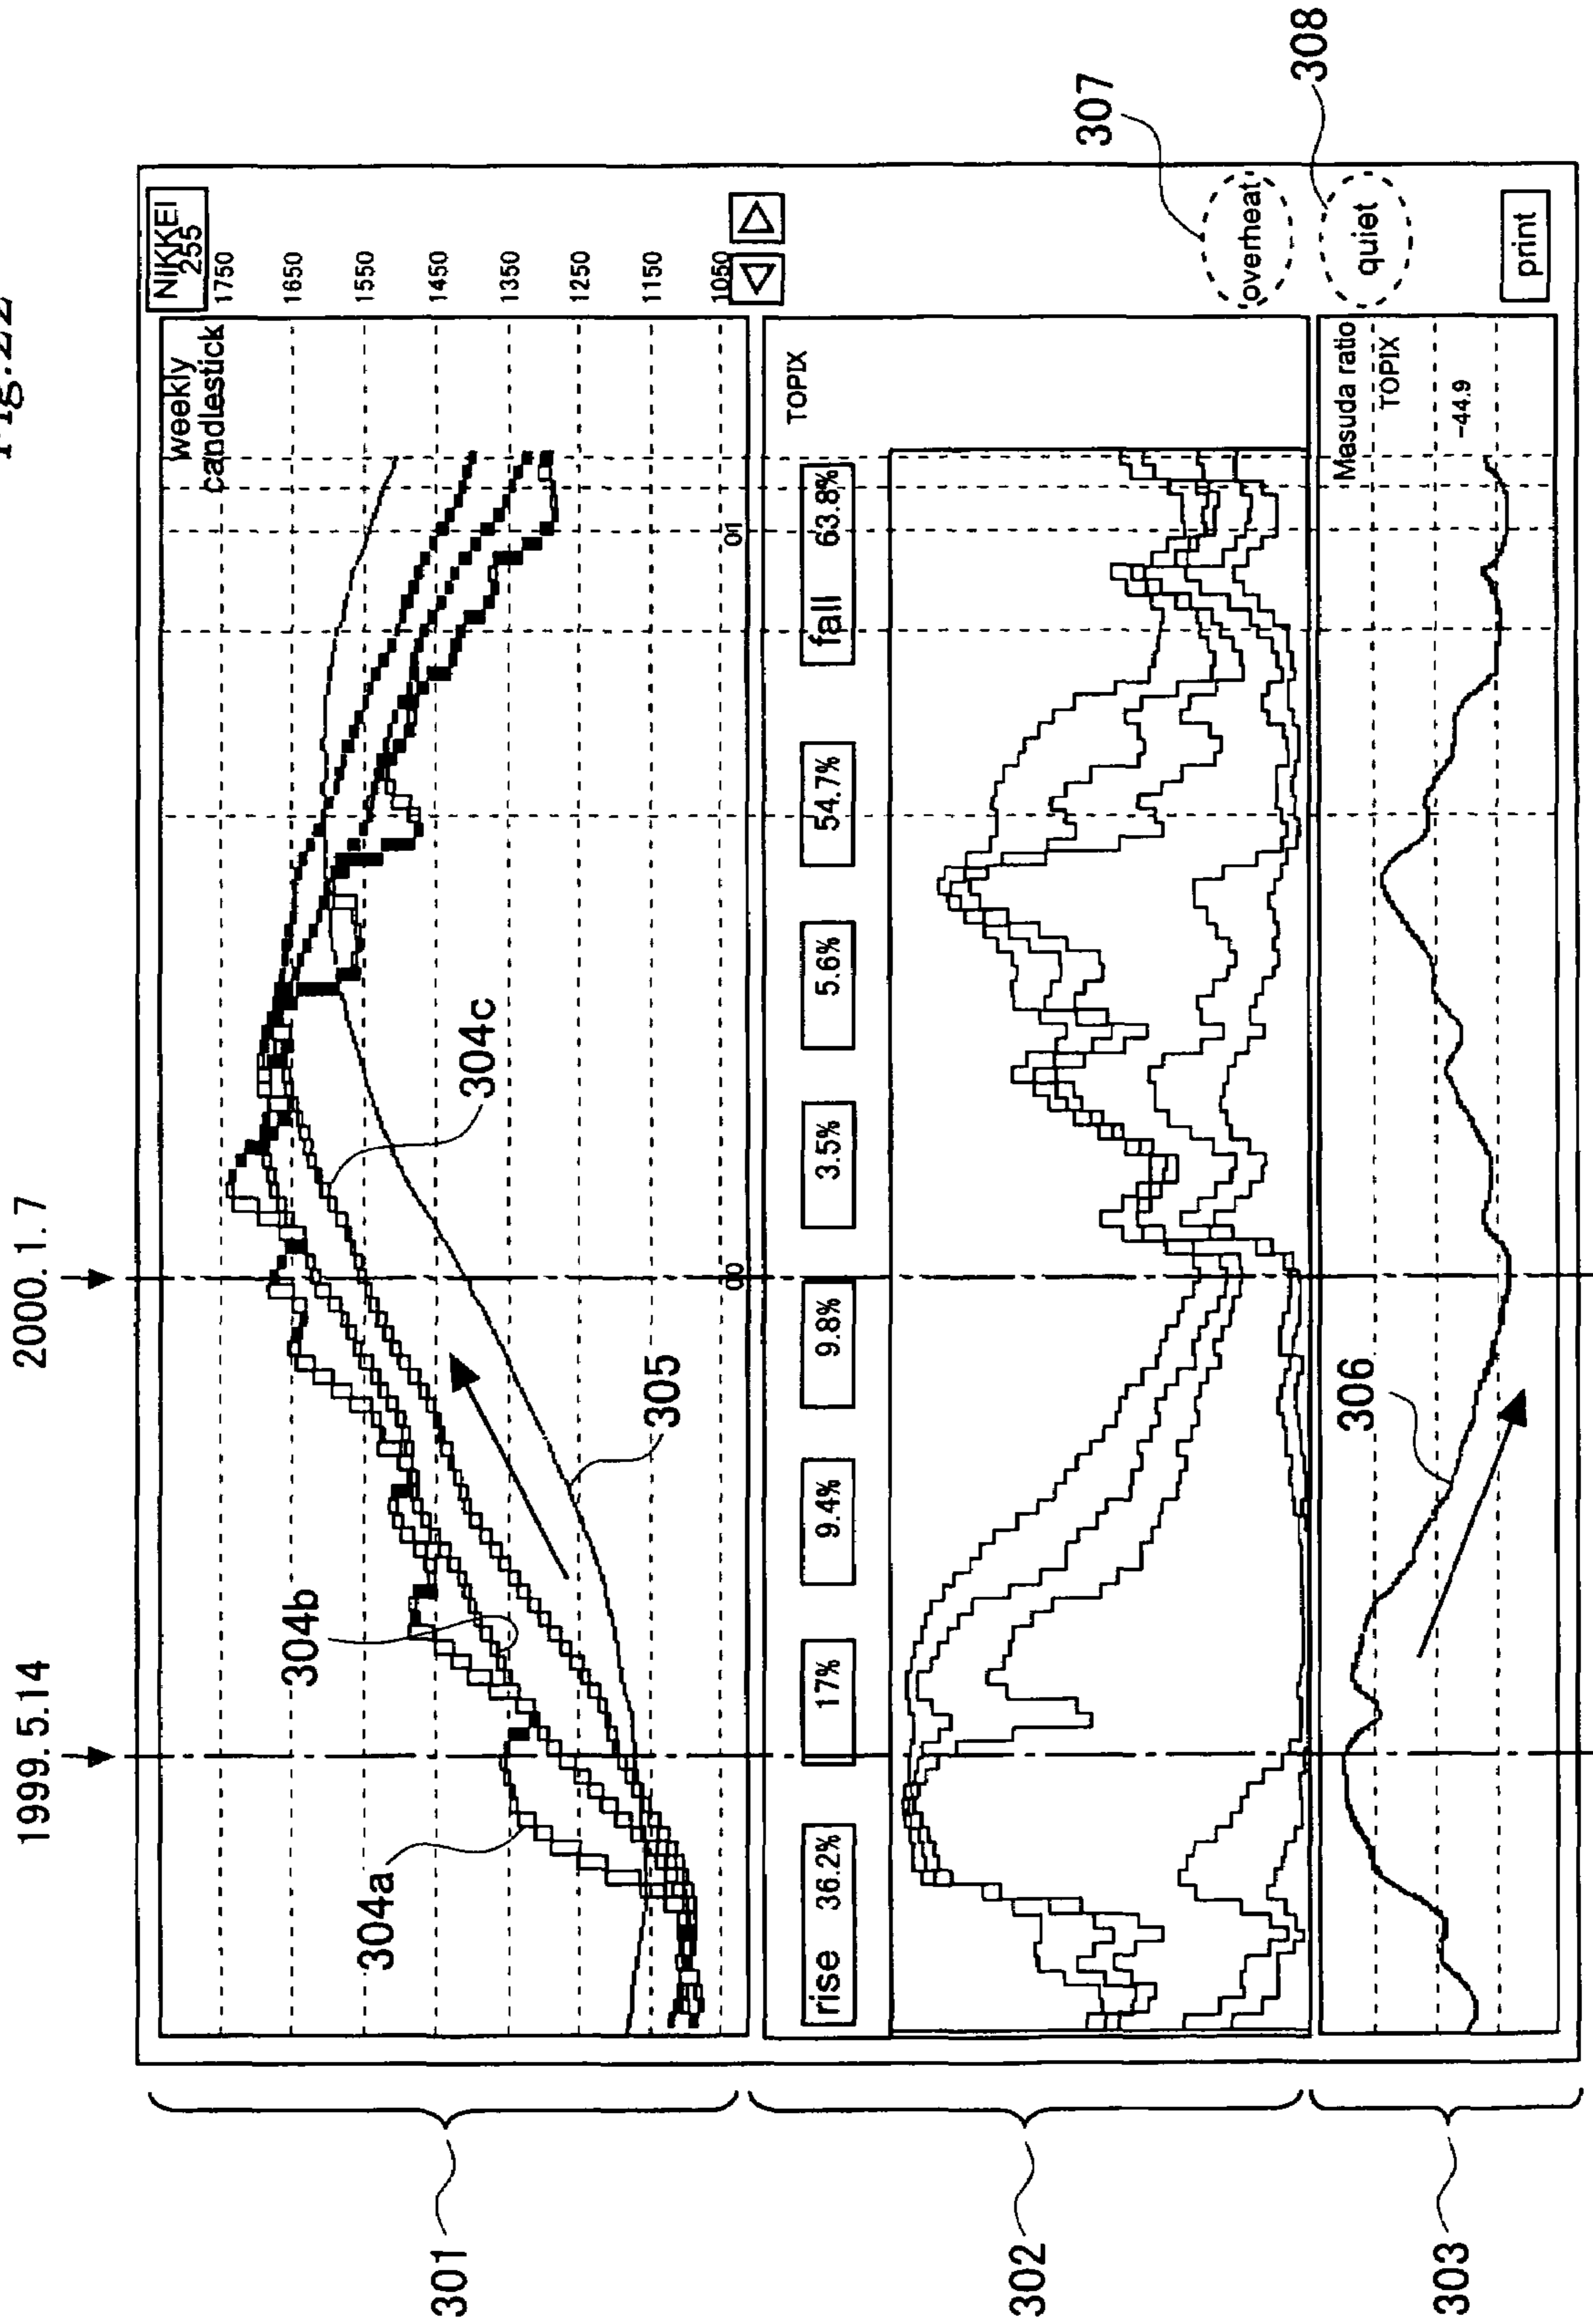 Fig.22
1999.5.14
2000.1.7
NIKKEI
255
weekly
candlestick
1750
1650
1550
1450
1350
1250
1150
1050
00
01
304a
304b
304c
305
301
TOPIX
rise 36.2%
17%
9.4%
9.8%
3.5%
5.6%
54.7%
fall 63.8%
302
307
overheat
308
quiet
Masuda ratio
TOPIX
-44.9
306
303
print